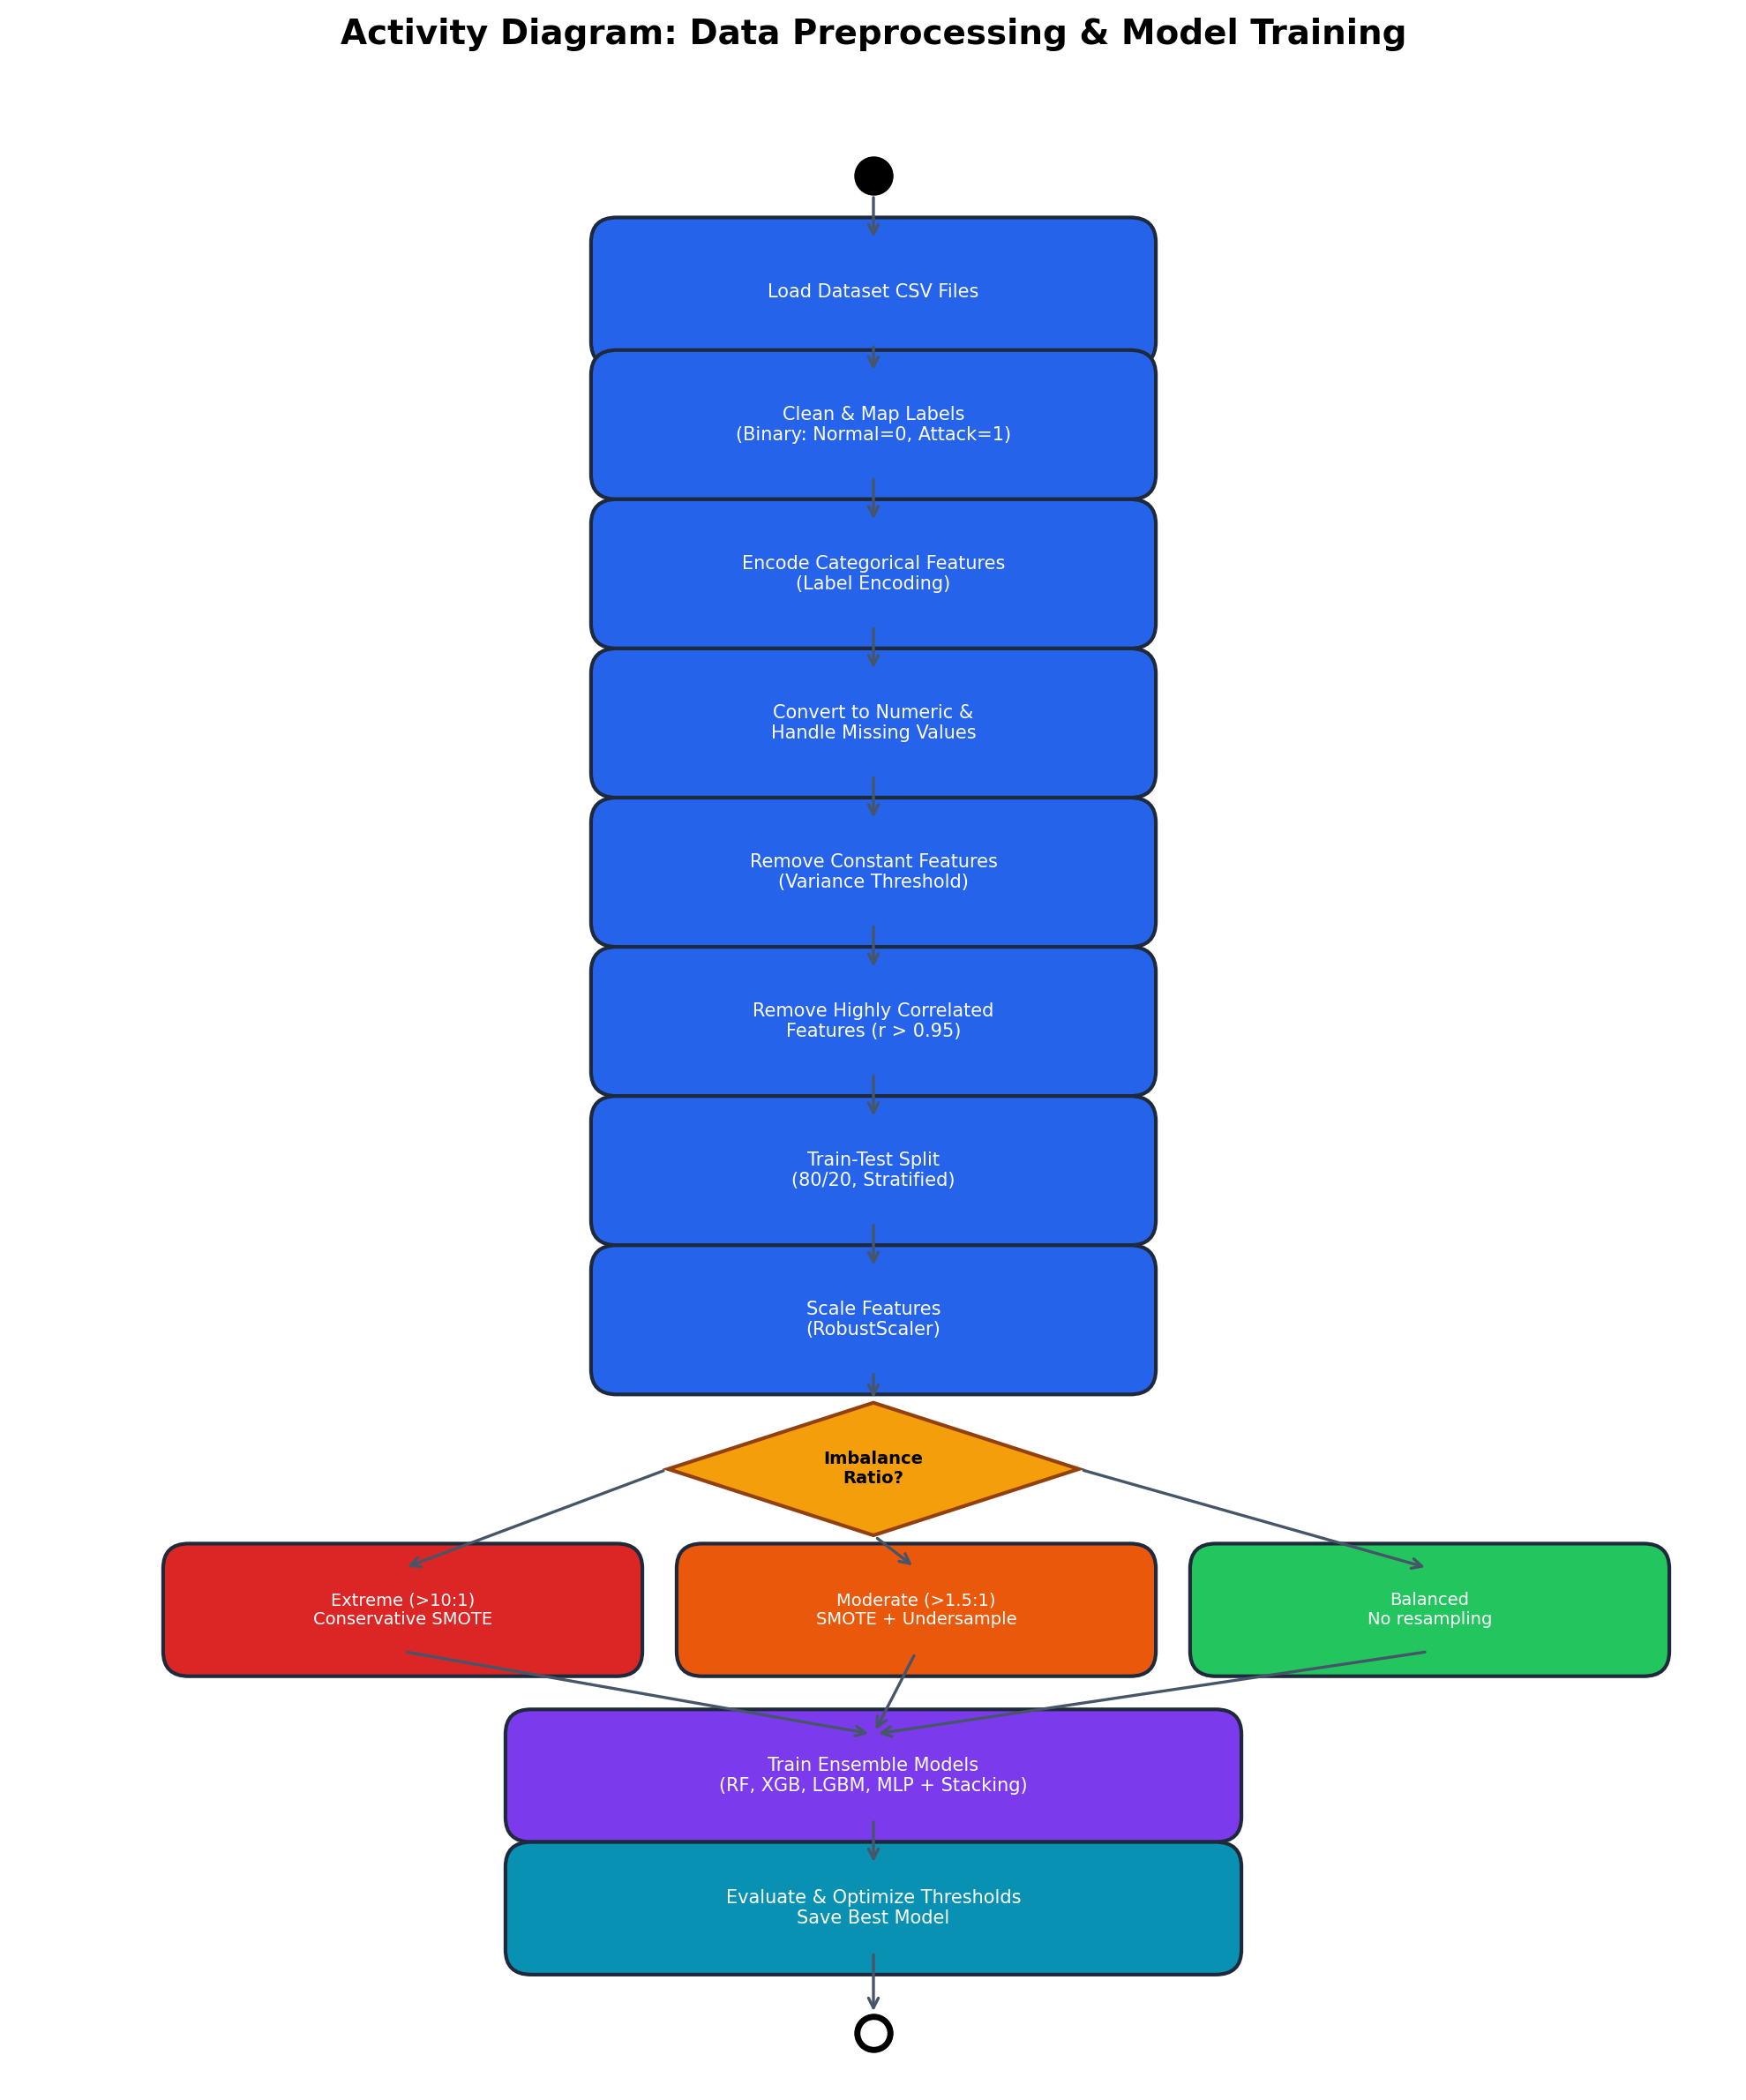 Activity Diagram: Data Preprocessing & Model Training
Load Dataset CSV Files
Clean & Map Labels
(Binary: Normal=0, Attack=1)
Encode Categorical Features
(Label Encoding)
Convert to Numeric &
Handle Missing Values
Remove Constant Features
(Variance Threshold)
Remove Highly Correlated
Features (r > 0.95)
Train-Test Split
(80/20, Stratified)
Scale Features
(RobustScaler)
Imbalance
Ratio?
Extreme (>10:1)
Conservative SMOTE
Moderate (>1.5:1)
SMOTE + Undersample
Balanced
No resampling
Train Ensemble Models
(RF, XGB, LGBM, MLP + Stacking)
Evaluate & Optimize Thresholds
Save Best Model